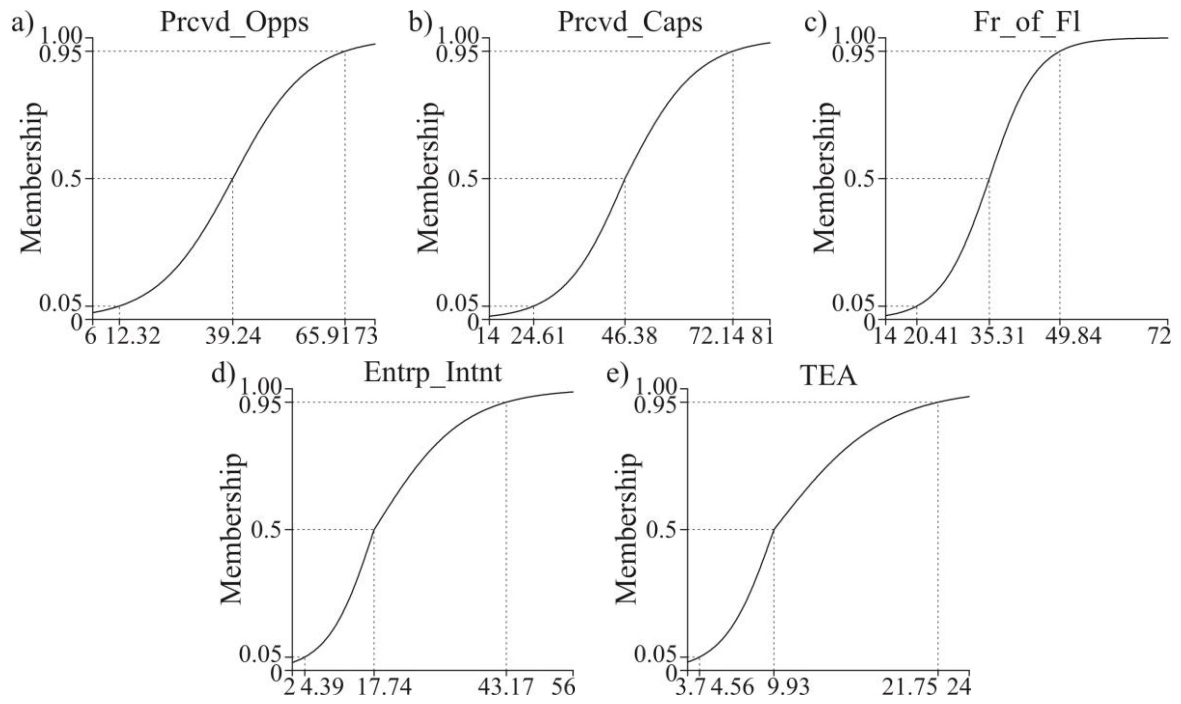 a) Prcvd_Opps
1.00
0.95
0.5
0.05
0
Membership
6 12.32 39.24 65.91 73
b) Prcvd_Caps
1.00
0.95
0.5
0.05
0
Membership
14 24.61 46.38 72.14 81
c) Fr_of_Fl
1.00
0.95
0.5
0.05
0
Membership
14 20.41 35.31 49.84 72
d) Entrp_Intnt
1.00
0.95
0.5
0.05
0
Membership
2 4.39 17.74 43.17 56
e) TEA
1.00
0.95
0.5
0.05
0
Membership
3.7 4.56 9.93 21.75 24